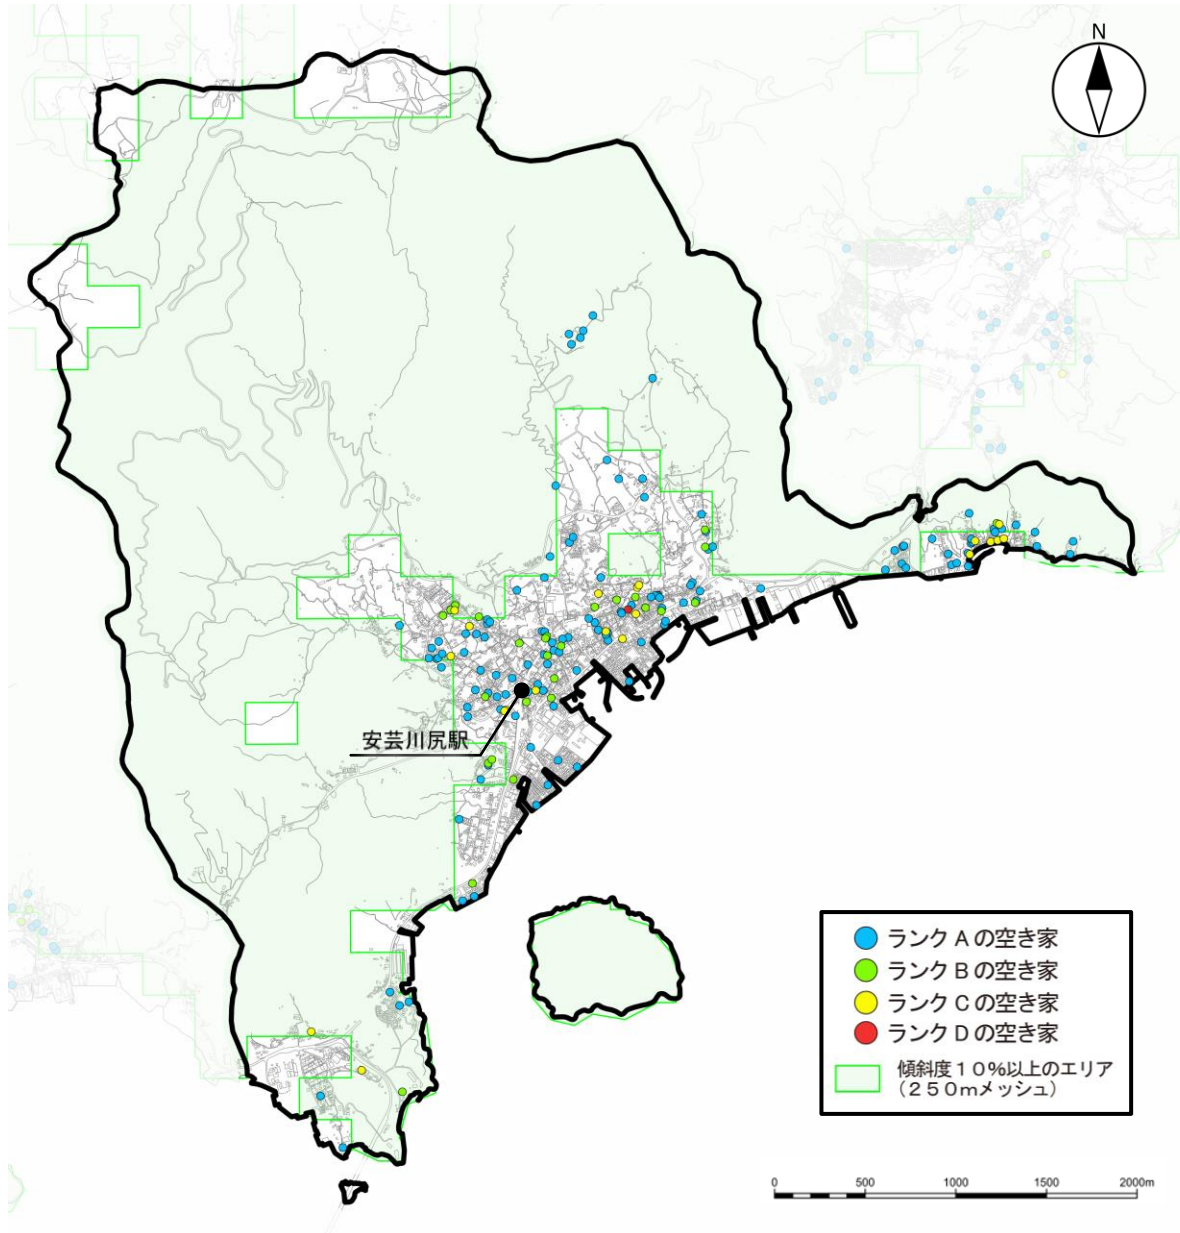 N
安芸川尻駅
ランクＡの空き家
ランクＢの空き家
ランクＣの空き家
ランクＤの空き家
傾斜度１０％以上のエリア
（２５０ｍメッシュ）
0 500 1000 1500 2000m